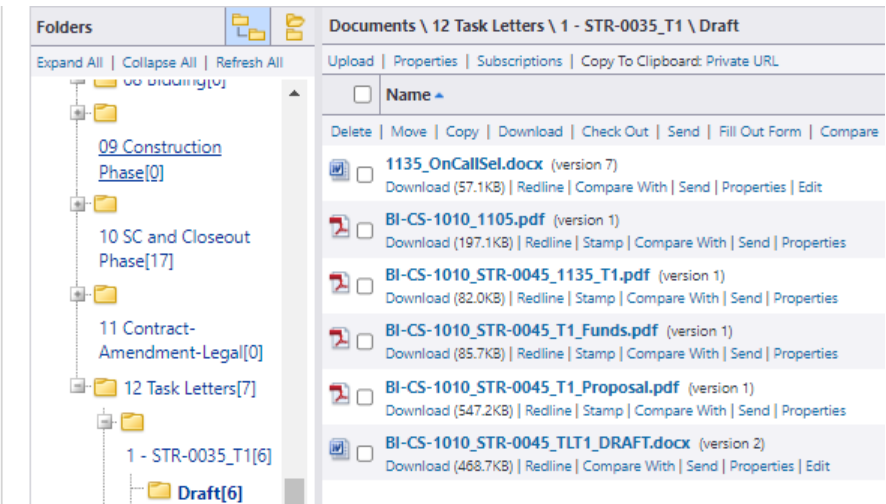 Folders
Expand All | Collapse All | Refresh All
08 Bidding[0]
09 Construction
Phase[0]
10 SC and Closeout
Phase[17]
11 Contract-
Amendment-Legal[0]
12 Task Letters[7]
1 - STR-0035_T1[6]
Draft[6]
Documents \ 12 Task Letters \ 1 - STR-0035_T1 \ Draft
Upload | Properties | Subscriptions | Copy To Clipboard: Private URL
Name
Delete | Move | Copy | Download | Check Out | Send | Fill Out Form | Compare
1135_OnCallSel.docx (version 7)
Download (57.1KB) | Redline | Compare With | Send | Properties | Edit
BI-CS-1010_1105.pdf (version 1)
Download (197.1KB) | Redline | Stamp | Compare With | Send | Properties
BI-CS-1010_STR-0045_1135_T1.pdf (version 1)
Download (82.0KB) | Redline | Stamp | Compare With | Send | Properties
BI-CS-1010_STR-0045_T1_Funds.pdf (version 1)
Download (85.7KB) | Redline | Stamp | Compare With | Send | Properties
BI-CS-1010_STR-0045_T1_Proposal.pdf (version 1)
Download (547.2KB) | Redline | Stamp | Compare With | Send | Properties
BI-CS-1010_STR-0045_TLT1_DRAFT.docx (version 2)
Download (468.7KB) | Redline | Compare With | Send | Properties | Edit